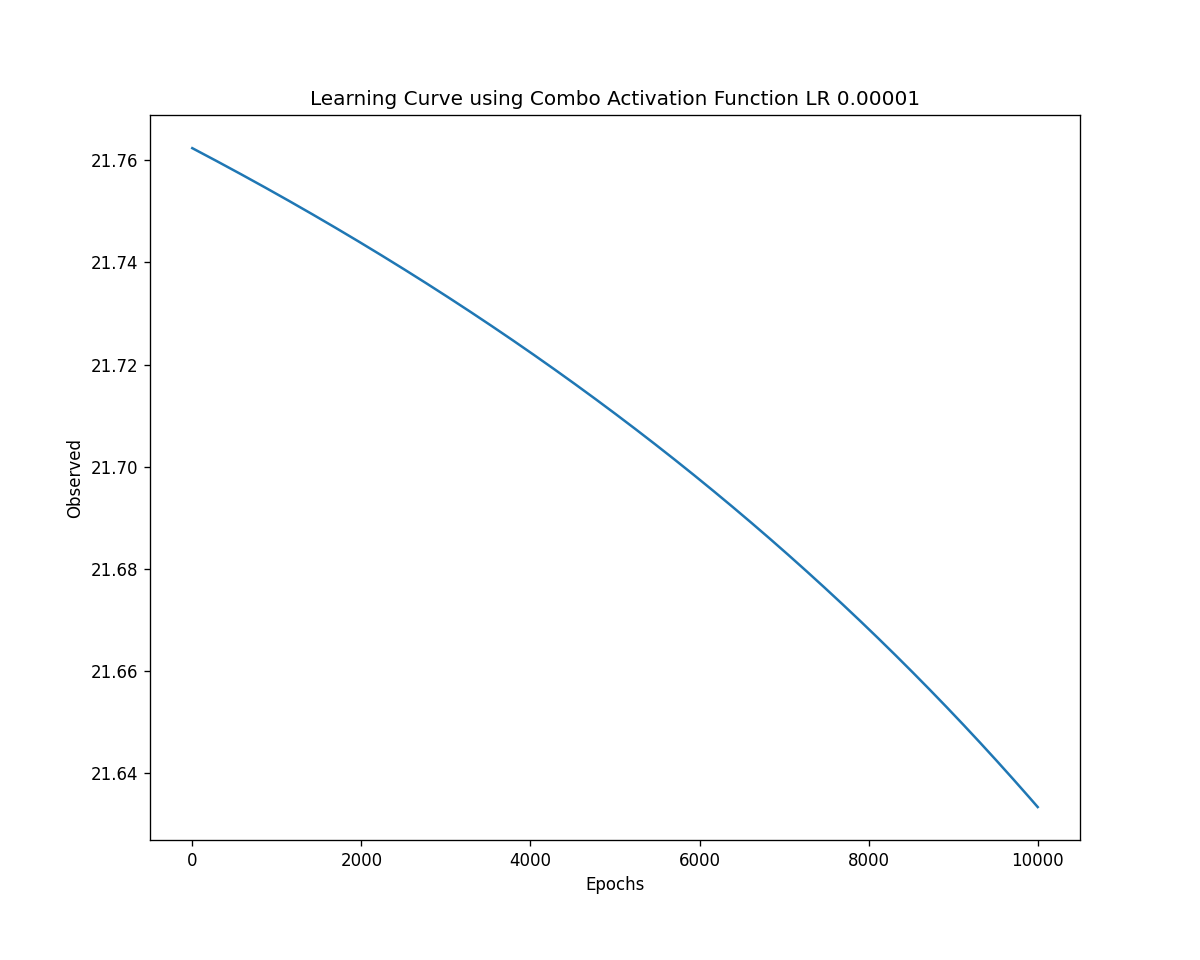 Learning Curve using Combo Activation Function LR 0.00001
21.76
21.74
21.72
21.70
21.68
21.66
21.64
Observed
0 2000 4000 6000 8000 10000
Epochs